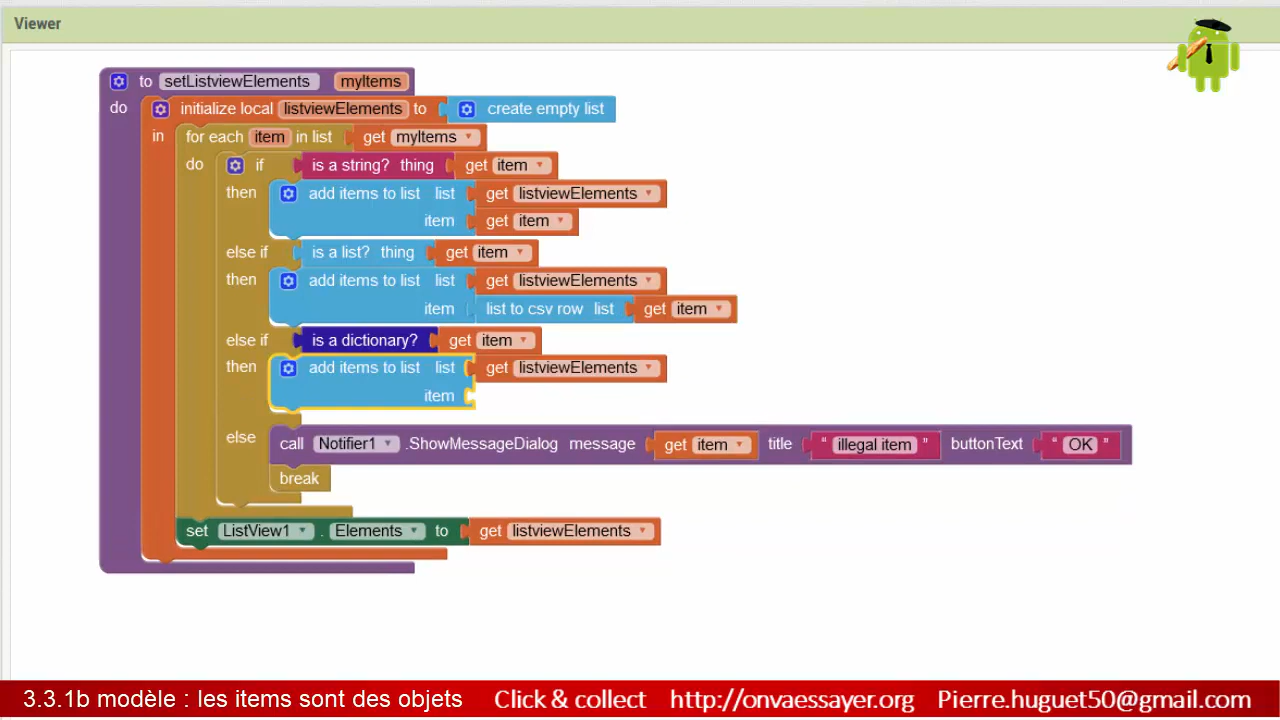 Viewer
to setListviewElements myItems
do initialize local listviewElements to create empty list
in for each item in list get myItems
do if is a string? thing get item
then add items to list list get listviewElements
item get item
else if is a list? thing get item
then add items to list list get listviewElements
item list to csv row list get item
else if is a dictionary? get item
then add items to list list get listviewElements
item
else call Notifier1 .ShowMessageDialog message get item title “ illegal item ” buttonText “ OK ”
break
set ListView1 . Elements to get listviewElements
3.3.1b modèle : les items sont des objets Click & collect http://onvaessayer.org Pierre.huguet50@gmail.com